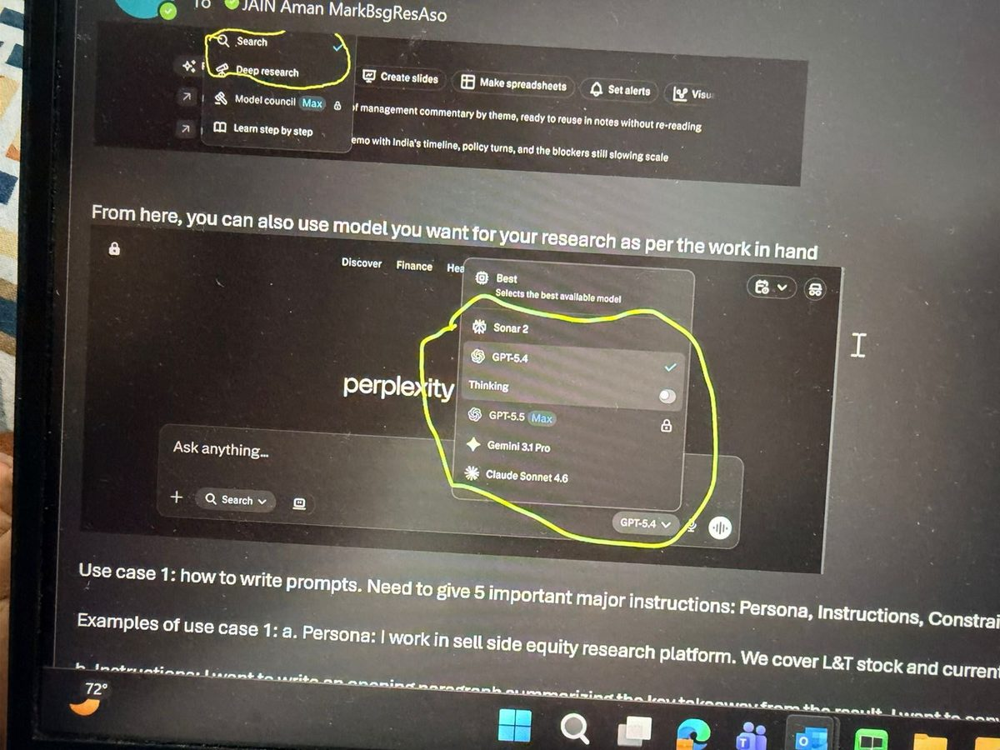 To JAIN Aman MarkBsgResAso
Search
Deep research
Model council Max
Learn step by step
Create slides
Make spreadsheets
Set alerts
Visu
of management commentary by theme, ready to reuse in notes without re-reading
emo with India's timeline, policy turns, and the blockers still slowing scale
From here, you can also use model you want for your research as per the work in hand
Discover Finance Hea
Best
Selects the best available model
Sonar 2
GPT-5.4
Thinking
GPT-5.5 Max
Gemini 3.1 Pro
Claude Sonnet 4.6
perplexity
Ask anything...
Search
GPT-5.4
Use case 1: how to write prompts. Need to give 5 important major instructions: Persona, Instructions, Constrai
Examples of use case 1: a. Persona: I work in sell side equity research platform. We cover L&T stock and current
b. Instructions: I want to write an opening paragraph summarizing the key takeaway from the result. I want to
72°